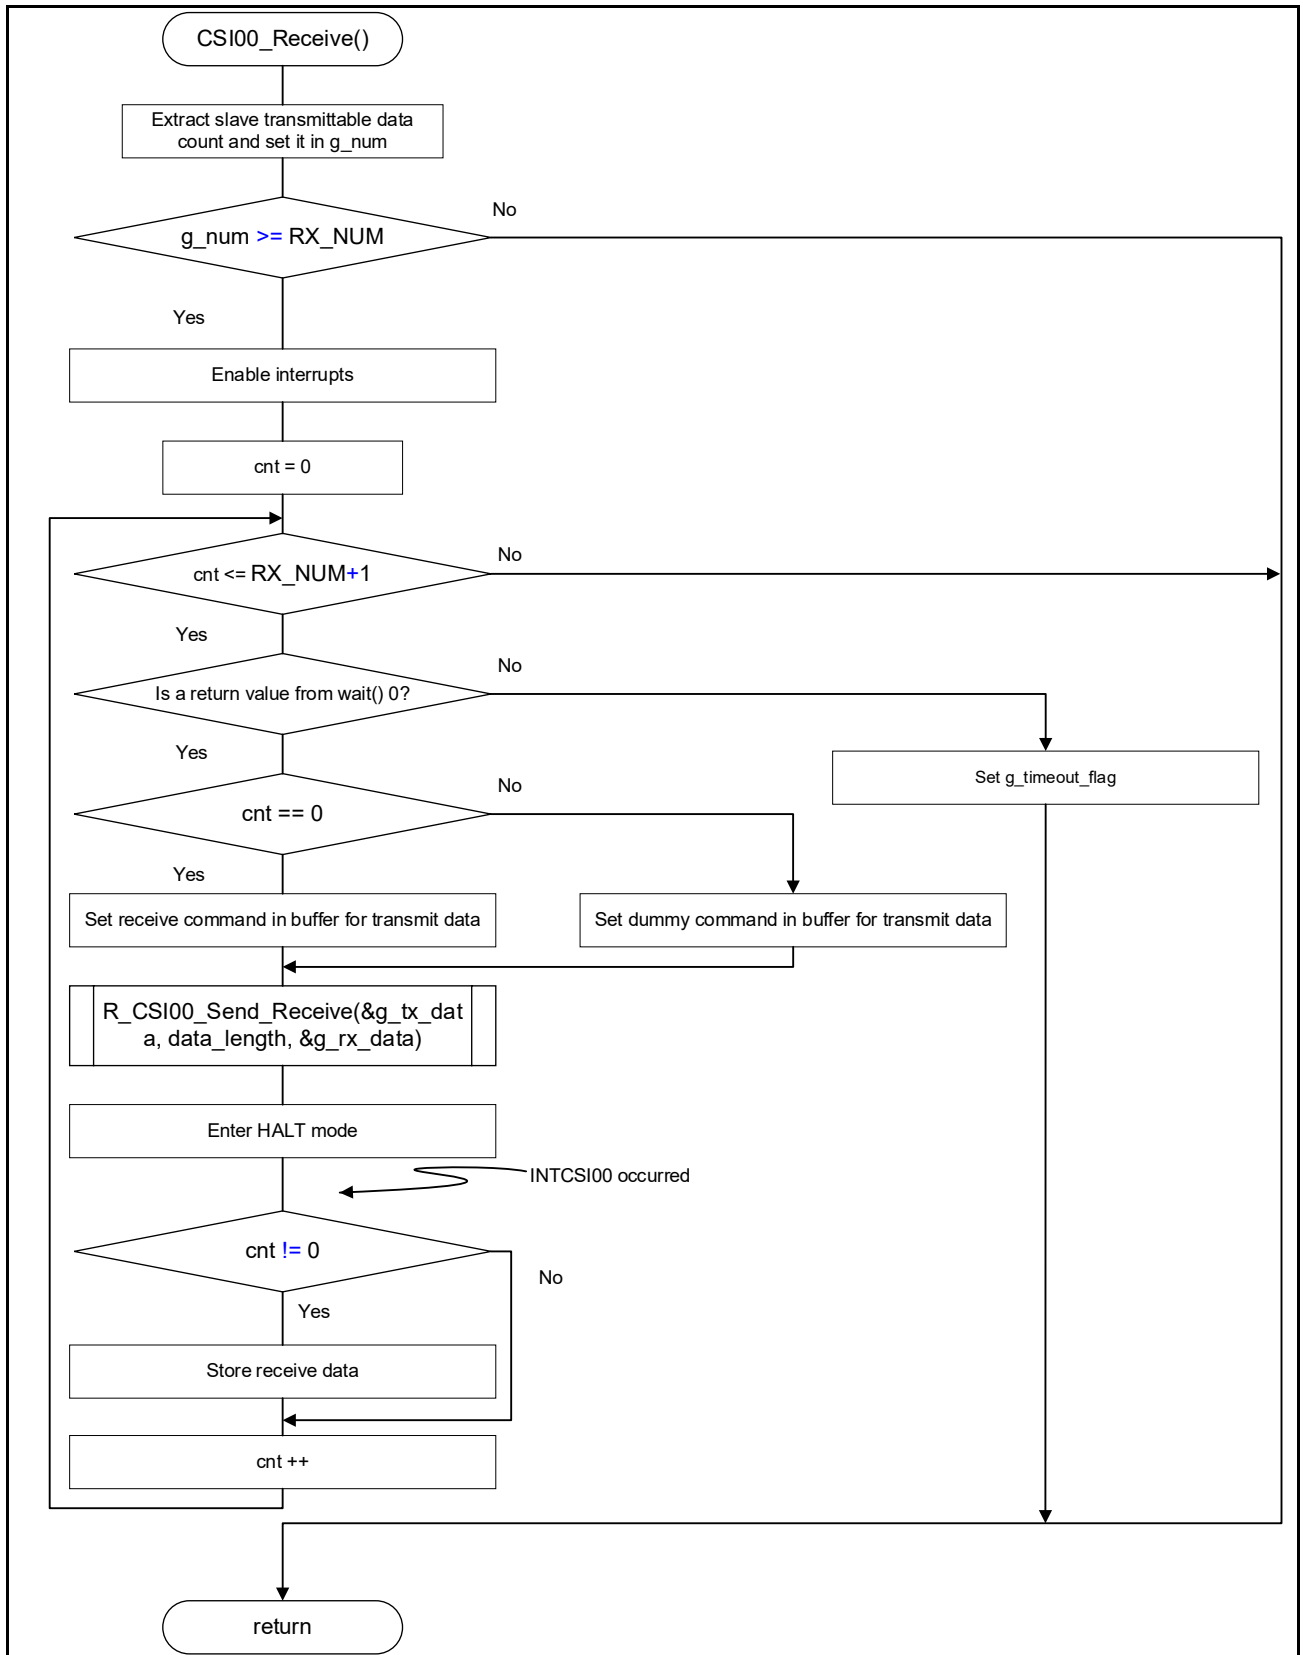 CSI00_Receive()
Extract slave transmittable data
count and set it in g_num
No
g_num >= RX_NUM
Yes
Enable interrupts
cnt = 0
No
cnt <= RX_NUM+1
Yes
No
Is a return value from wait() 0?
Yes
Set g_timeout_flag
No
cnt == 0
Yes
Set receive command in buffer for transmit data
Set dummy command in buffer for transmit data
R_CSI00_Send_Receive(&g_tx_dat
a, data_length, &g_rx_data)
Enter HALT mode
INTCSI00 occurred
cnt != 0
No
Yes
Store receive data
cnt ++
return